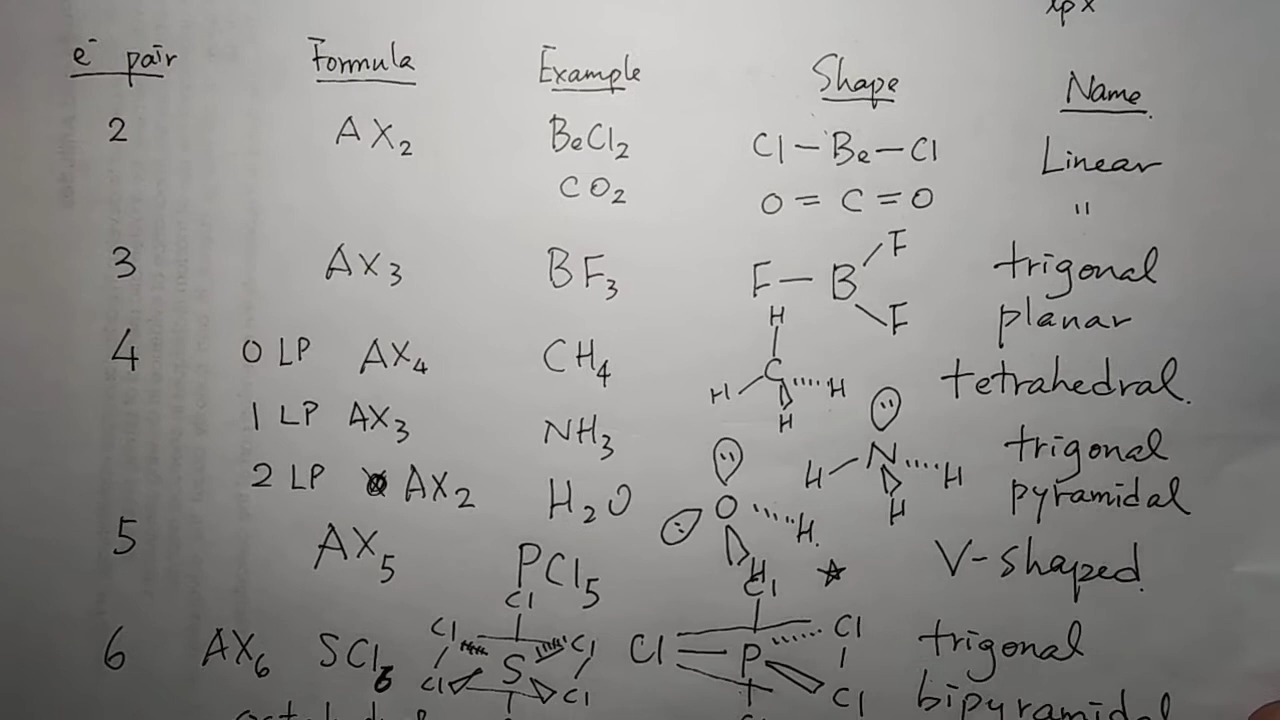 lpx
e⁻ pair Formula Example Shape Name
2 AX₂ BeCl₂ Cl–Be–Cl Linear
CO₂ O=C=O "
3 AX₃ BF₃ F–B F F trigonal
planar
4 0 LP AX₄ CH₄ H C H H H tetrahedral.
1 LP AX₃ NH₃ H N H H trigonal
pyramidal
2 LP AX₂ H₂O O H. H V-shaped.
5 AX₅ PCl₅ Cl Cl P Cl Cl trigonal
bipyramidal
6 AX₆ SCl₆ Cl Cl Cl S Cl Cl
octahedral